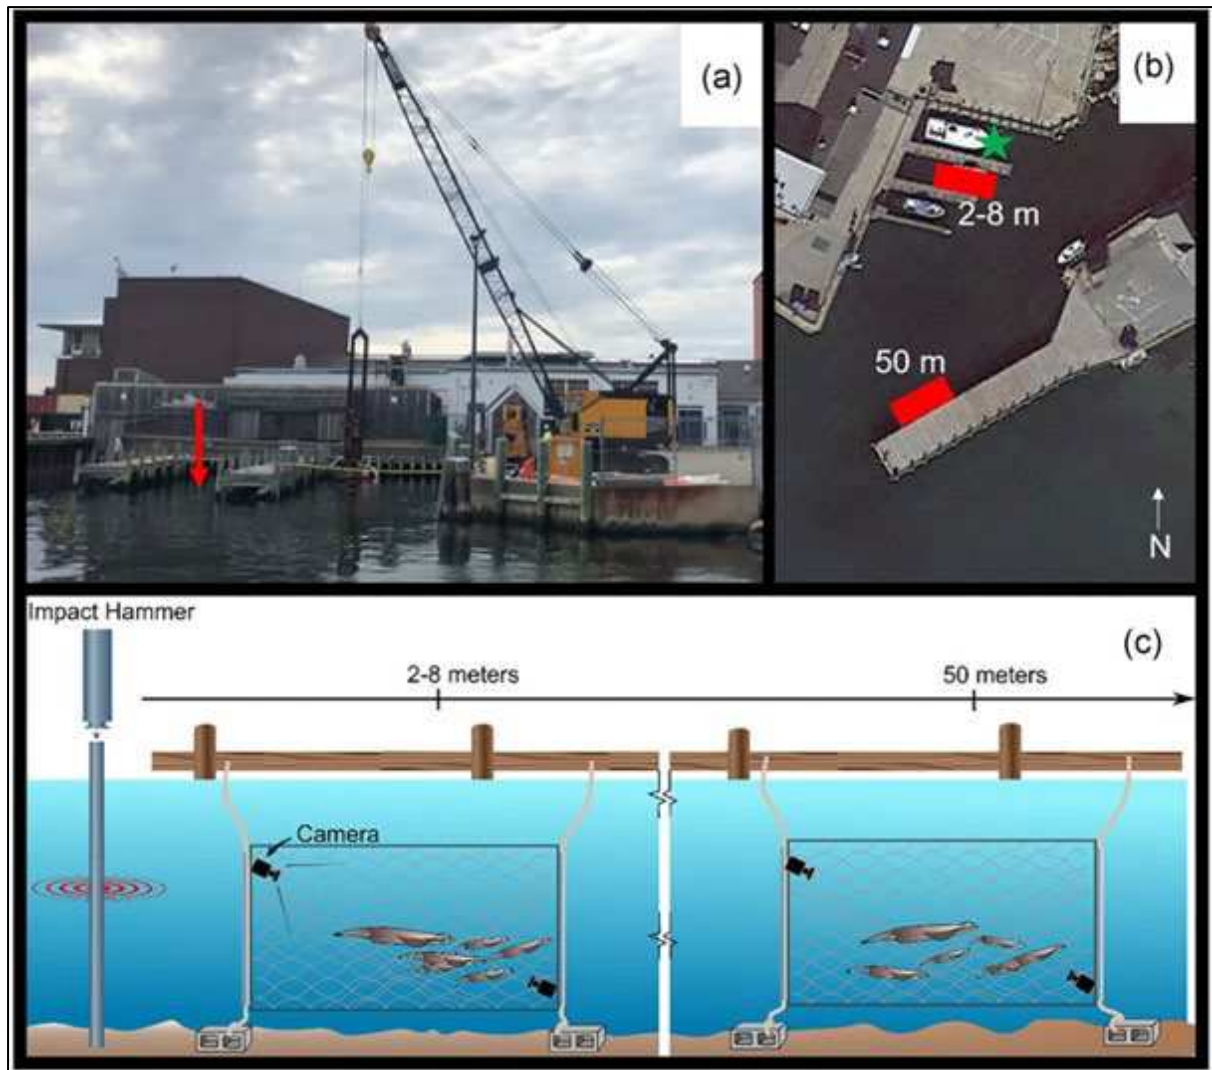 (a)
(b)
2-8 m
50 m
N
Impact Hammer
(c)
2-8 meters
50 meters
Camera